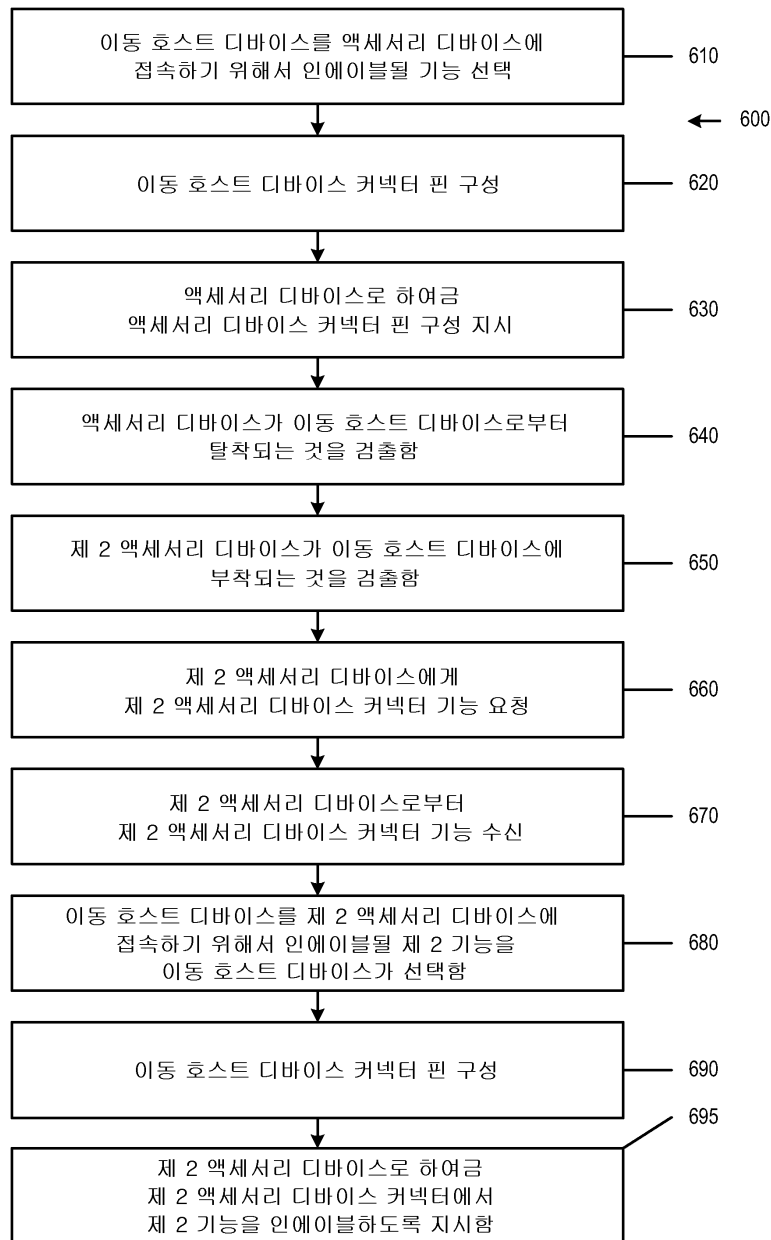 이동 호스트 디바이스를 액세서리 디바이스에
접속하기 위해서 인에이블될 기능 선택
610
600
이동 호스트 디바이스 커넥터 핀 구성
620
액세서리 디바이스로 하여금
액세서리 디바이스 커넥터 핀 구성 지시
630
액세서리 디바이스가 이동 호스트 디바이스로부터
탈착되는 것을 검출함
640
제 2 액세서리 디바이스가 이동 호스트 디바이스에
부착되는 것을 검출함
650
제 2 액세서리 디바이스에게
제 2 액세서리 디바이스 커넥터 기능 요청
660
제 2 액세서리 디바이스로부터
제 2 액세서리 디바이스 커넥터 기능 수신
670
이동 호스트 디바이스를 제 2 액세서리 디바이스에
접속하기 위해서 인에이블될 제 2 기능을
이동 호스트 디바이스가 선택함
680
이동 호스트 디바이스 커넥터 핀 구성
690
695
제 2 액세서리 디바이스로 하여금
제 2 액세서리 디바이스 커넥터에서
제 2 기능을 인에이블하도록 지시함